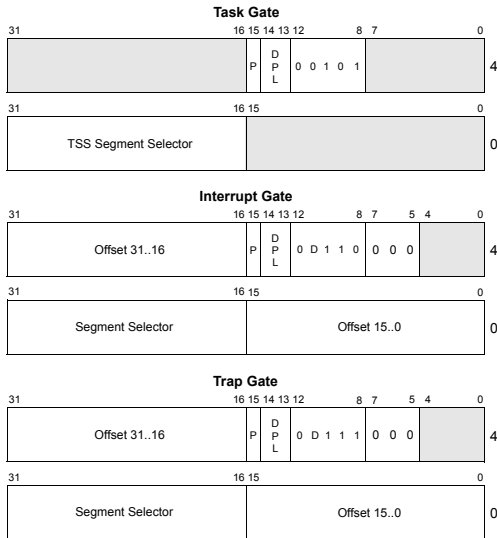 Task Gate
31 16 15 14 13 12 8 7 0
P D P L 0 0 1 0 1 4
31 16 15 0
TSS Segment Selector 0
Interrupt Gate
31 16 15 14 13 12 8 7 5 4 0
Offset 31..16 P D P L 0 D 1 1 0 0 0 0 4
31 16 15 0
Segment Selector Offset 15..0 0
Trap Gate
31 16 15 14 13 12 8 7 5 4 0
Offset 31..16 P D P L 0 D 1 1 1 0 0 0 4
31 16 15 0
Segment Selector Offset 15..0 0